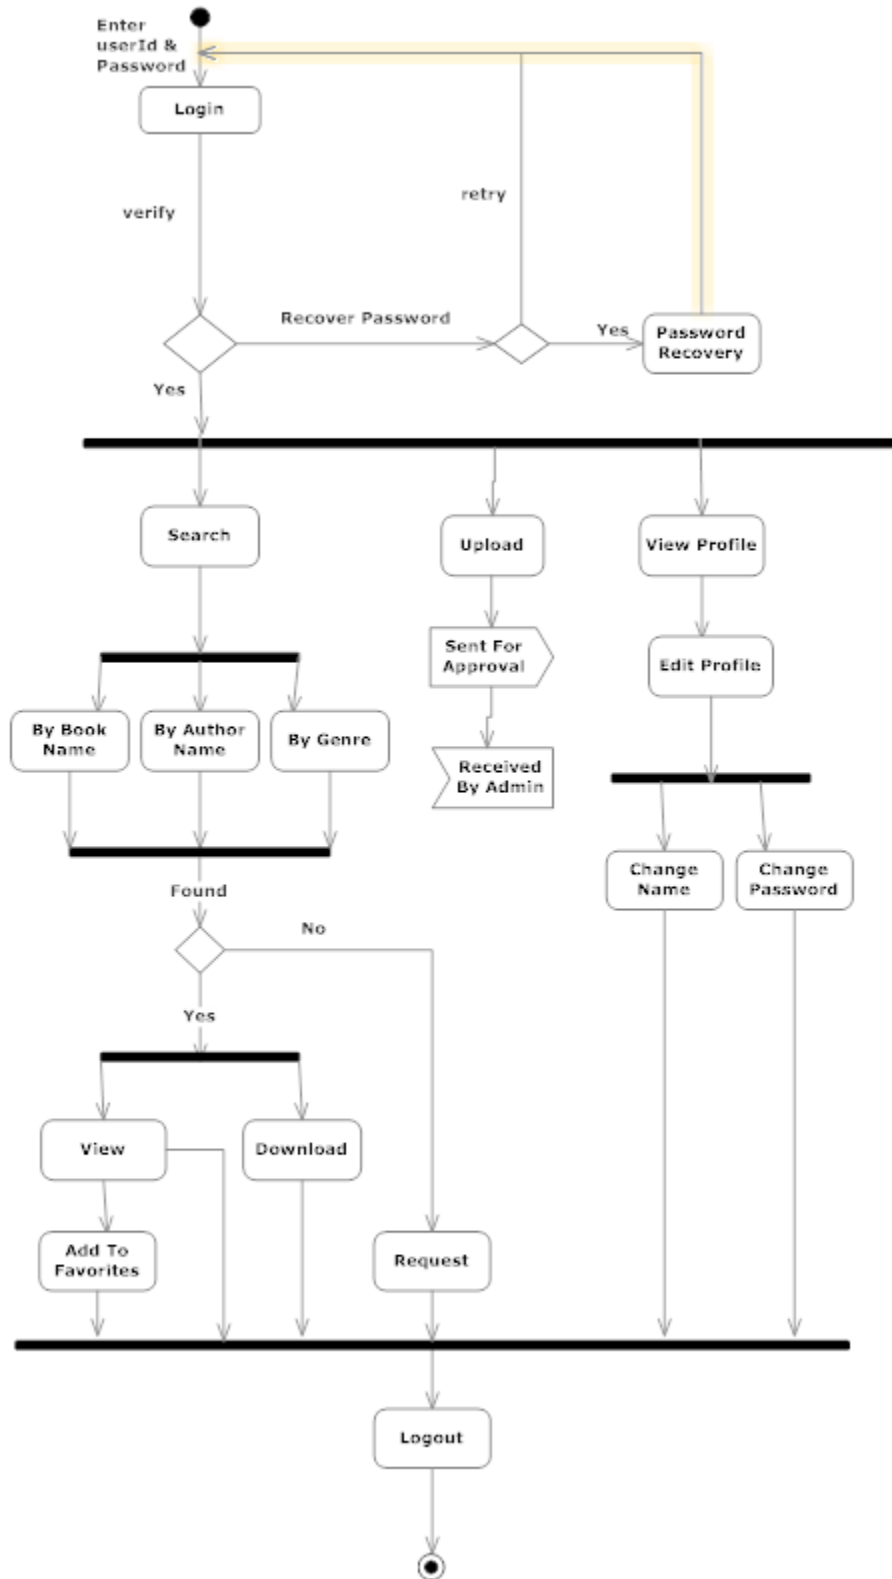 Enter
userId &
Password
Login
verify
retry
Recover Password
Yes
Password
Recovery
Yes
Search
Upload
View Profile
Sent For
Approval
Edit Profile
By Book
Name
By Author
Name
By Genre
Received
By Admin
Change
Name
Change
Password
Found
No
Yes
View
Download
Add To
Favorites
Request
Logout